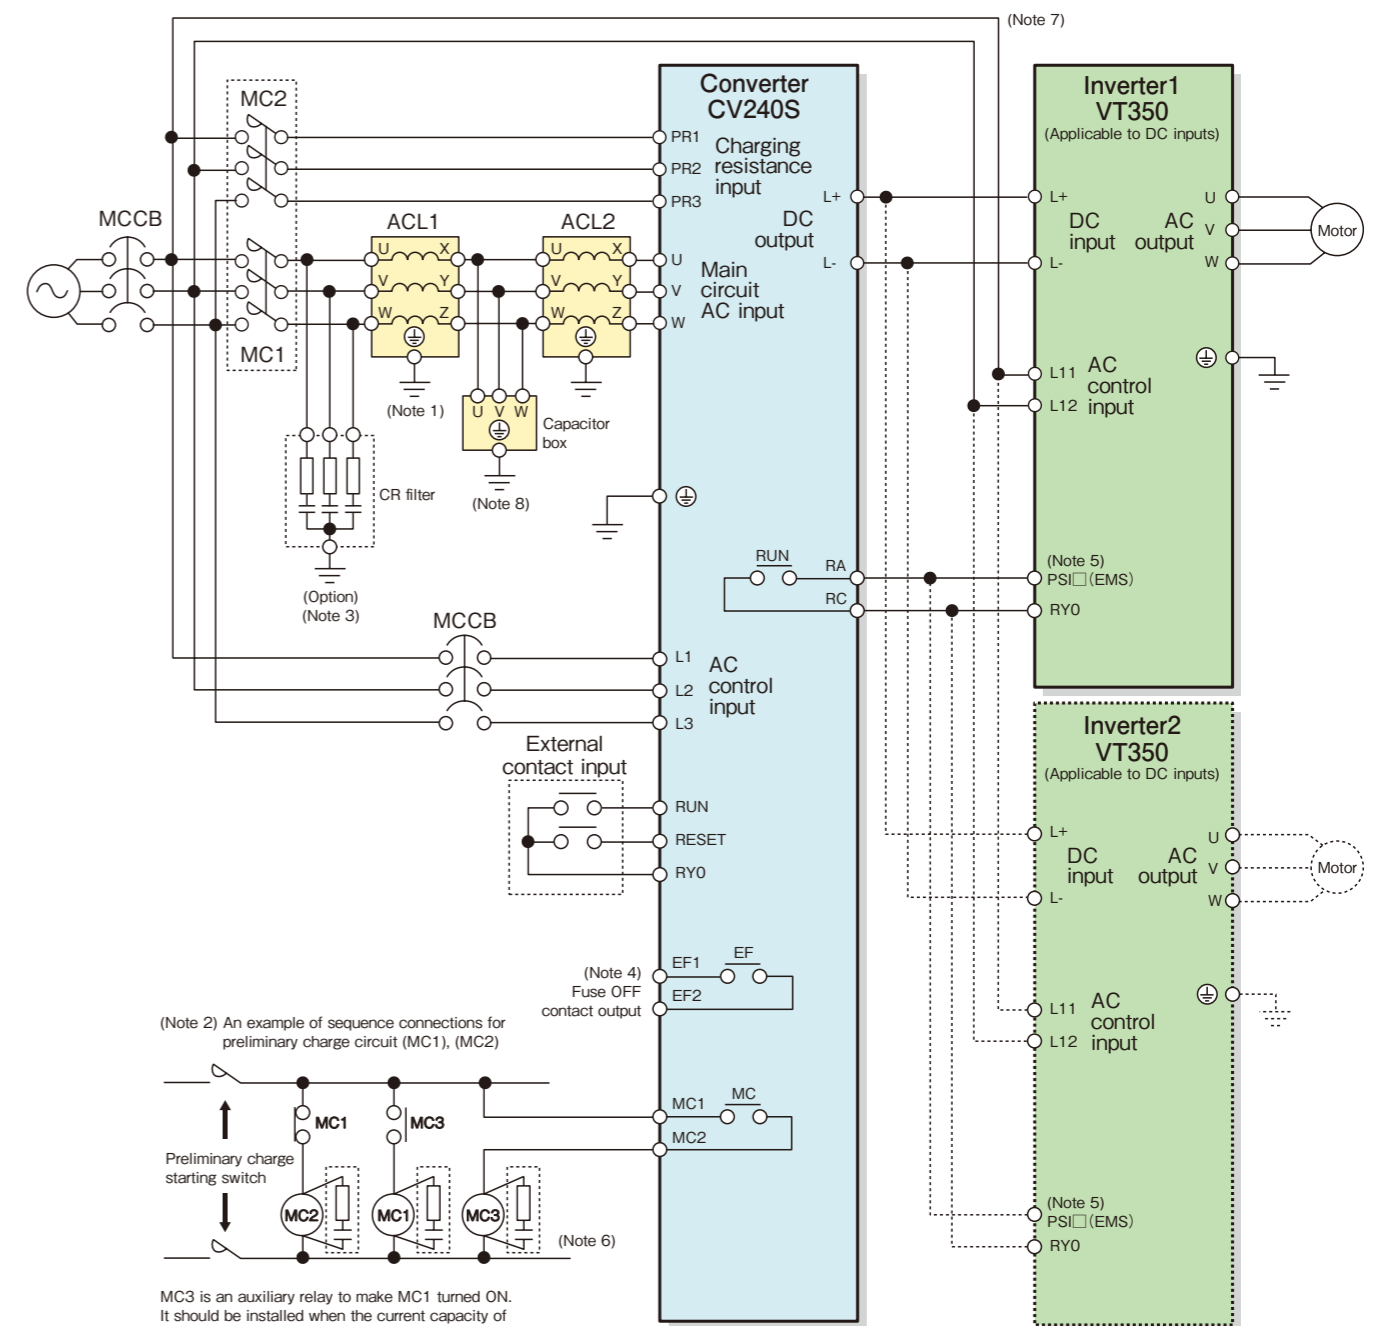 (Note 7)
MC2
MCCB
MC1
ACL1
U X
V Y
W Z
(Note 1)
ACL2
U X
V Y
W Z
U V W
Capacitor
box
(Note 8)
CR filter
(Option)
(Note 3)
MCCB
External
contact input
(Note 4)
Fuse OFF
contact output
Converter
CV240S
PR1
PR2
PR3
Charging
resistance
input
U
V
W
Main
circuit
AC input
L+
L-
DC
output
RUN
RA
RC
L1
L2
L3
AC
control
input
RUN
RESET
RY0
EF1
EF2
EF
MC1
MC2
MC
Inverter1
VT350
(Applicable to DC inputs)
L+
L-
DC
input
AC
output
U
V
W
Motor
L11
L12
AC
control
input
(Note 5)
PSI□(EMS)
RY0
Inverter2
VT350
(Applicable to DC inputs)
L+
L-
DC
input
AC
output
U
V
W
Motor
L11
L12
AC
control
input
(Note 5)
PSI□(EMS)
RY0
(Note 2) An example of sequence connections for
preliminary charge circuit (MC1), (MC2)
MC1
MC3
Preliminary charge
starting switch
MC2
MC1
MC3
(Note 6)
MC3 is an auxiliary relay to make MC1 turned ON.
It should be installed when the current capacity of